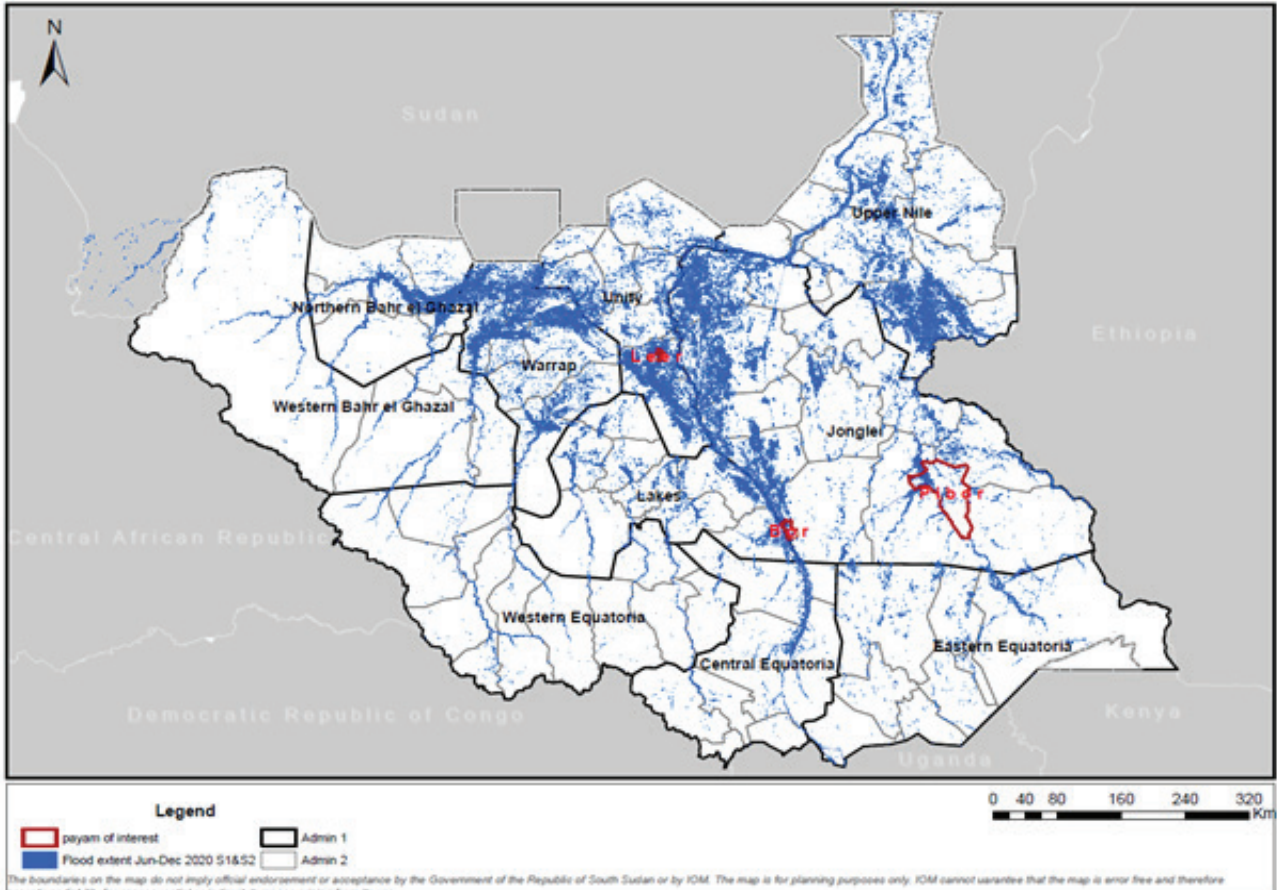 N
Sudan
Upper Nile
Northern Bahr el Ghazal
Unity
Ethiopia
Leer
Warrap
Western Bahr el Ghazal
Jonglei
Pibor
Lakes
Central African Republic
Bor
Western Equatoria
Eastern Equatoria
Central Equatoria
Democratic Republic of Congo
Kenya
Uganda
Legend
0 40 80 160 240 320
Km
payam of interest
Admin 1
Flood extent Jun-Dec 2020 S1&S2
Admin 2
The boundaries on the map do not imply official endorsement or acceptance by the Government of the Republic of South Sudan or by IOM. The map is for planning purposes only. IOM cannot guarantee that the map is error free and therefore